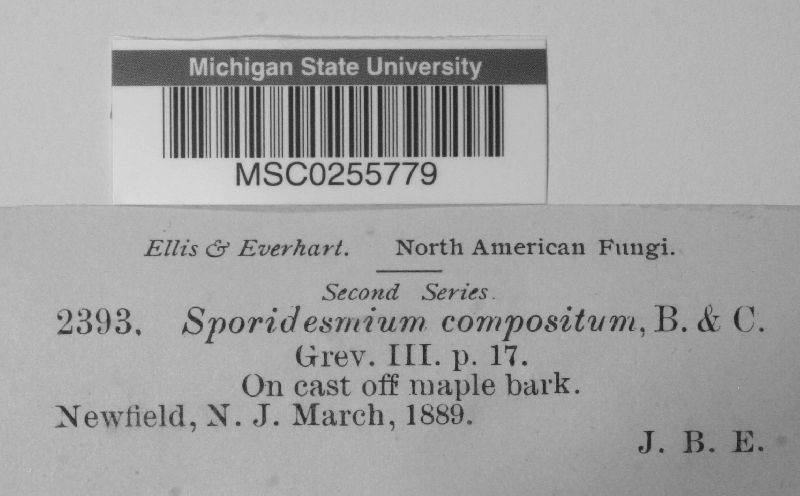 Michigan State University
MSC0255779
Ellis & Everhart. North American Fungi.
Second Series.
2393. Sporidesmium compositum, B. & C.
Grev. III. p. 17.
On cast off maple bark.
Newfield, N. J. March, 1889.
J. B. E.